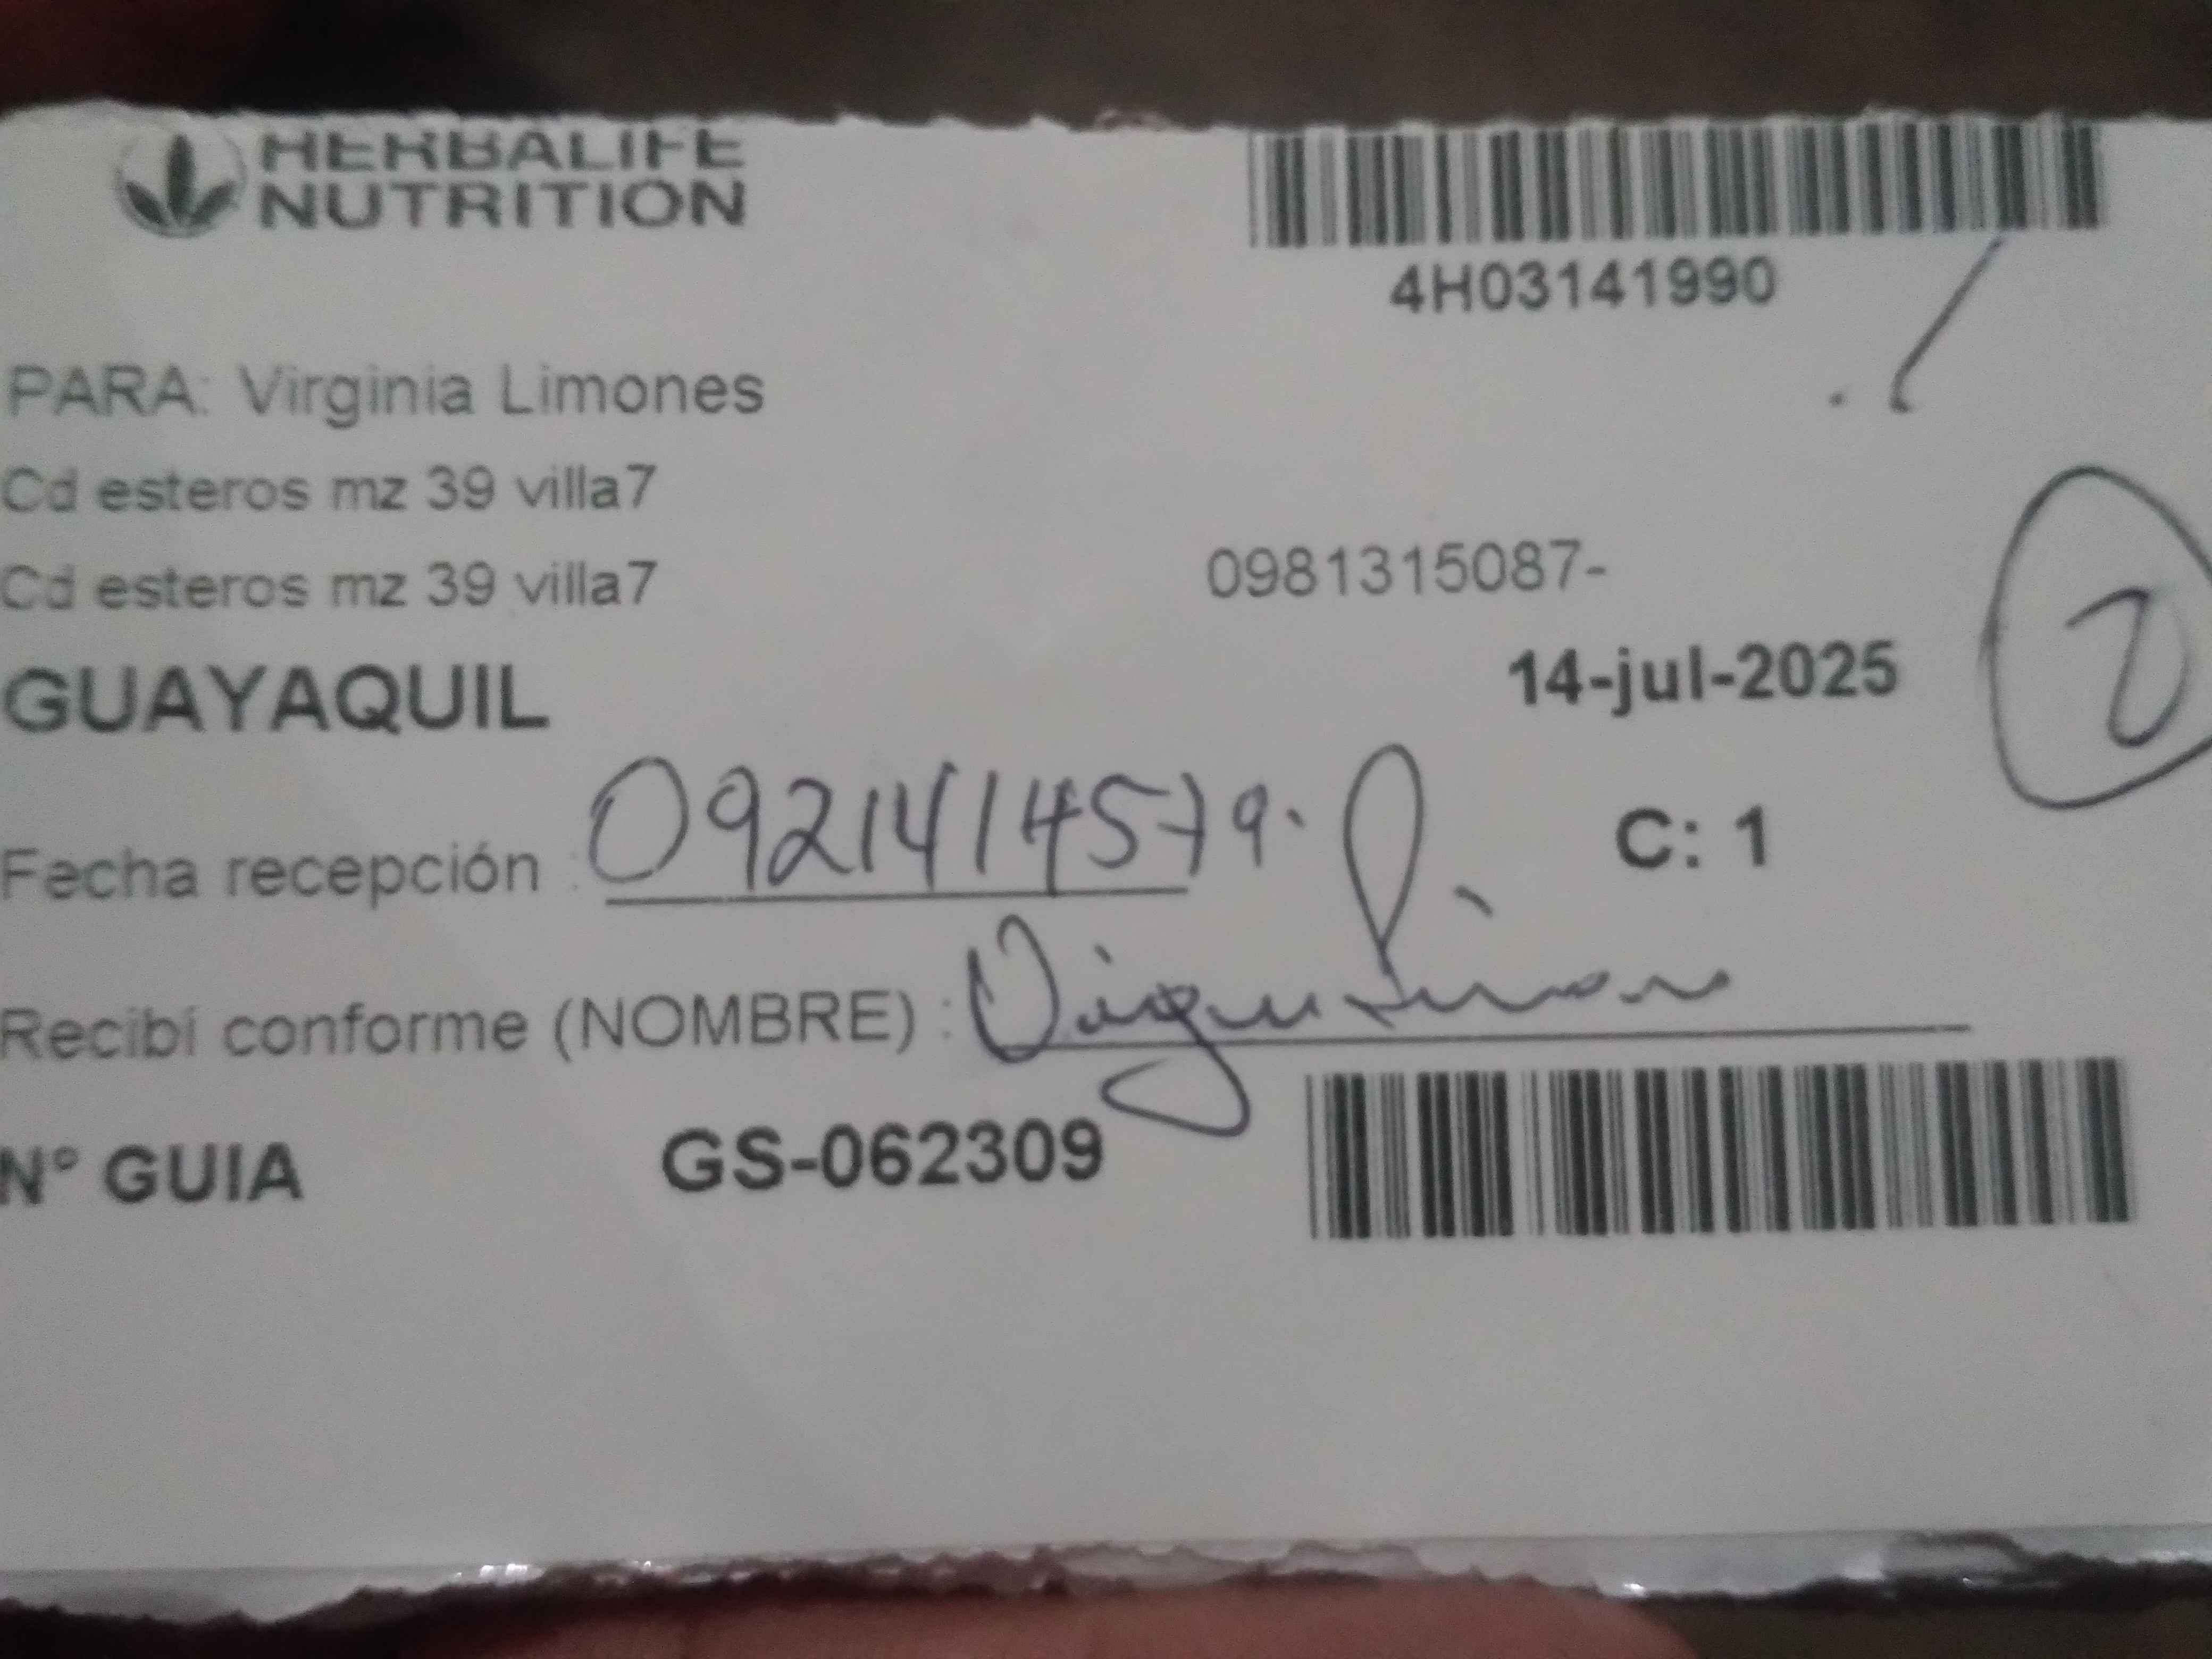 HERBALIFE
NUTRITION
4H03141990
PARA: Virginia Limones
Cd esteros mz 39 villa7
Cd esteros mz 39 villa7
0981315087-
GUAYAQUIL
14-jul-2025
2
Fecha recepción : 0921414579.
C: 1
Recibí conforme (NOMBRE) :
N° GUIA GS-062309